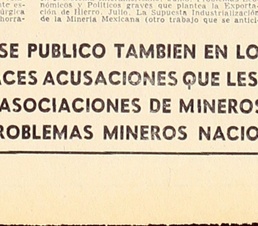 nómicos y Políticos graves que plantea la Exporta-
ción de Hierro. Julio, La Supuesta Industrialización
de la Minería Mexicana (otro trabajo que se antici-
SE PUBLICO TAMBIEN EN LO
ACES ACUSACIONES QUE LES
ASOCIACIONES DE MINEROS
ROBLEMAS MINEROS NACIO